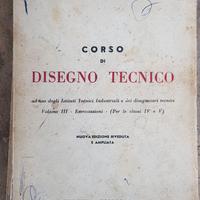 CORSO
DI
DISEGNO TECNICO
ad uso degli Istituti Tecnici Industriali e dei disegnatori tecnici
Volume III - Esercitazioni - (Per le classi IV e V)
NUOVA EDIZIONE RIVEDUTA
E AMPLIATA